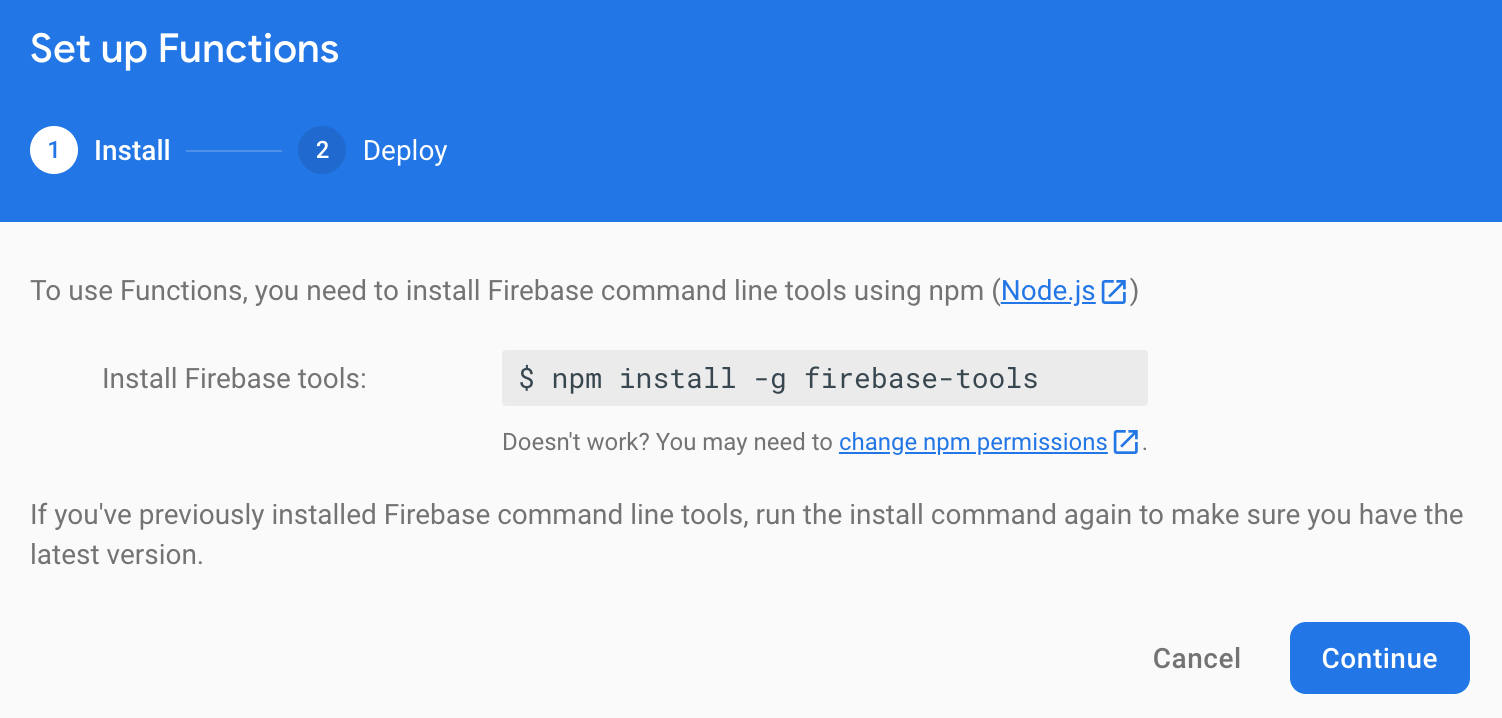 Set up Functions
1 Install 2 Deploy
To use Functions, you need to install Firebase command line tools using npm (Node.js)
Install Firebase tools: $ npm install -g firebase-tools
Doesn't work? You may need to change npm permissions.
If you've previously installed Firebase command line tools, run the install command again to make sure you have the
latest version.
Cancel Continue